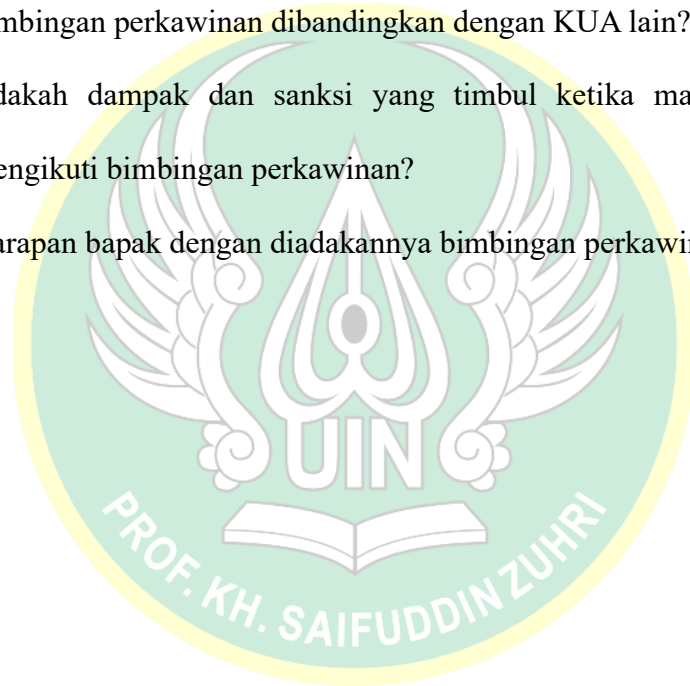 mbingan perkawinan dibandingkan dengan KUA lain?
dakah dampak dan sanksi yang timbul ketika ma
engikuti bimbingan perkawinan?
arapan bapak dengan diadakannya bimbingan perkawi
UIN
PROF. KH. SAIFUDDIN ZUHRI